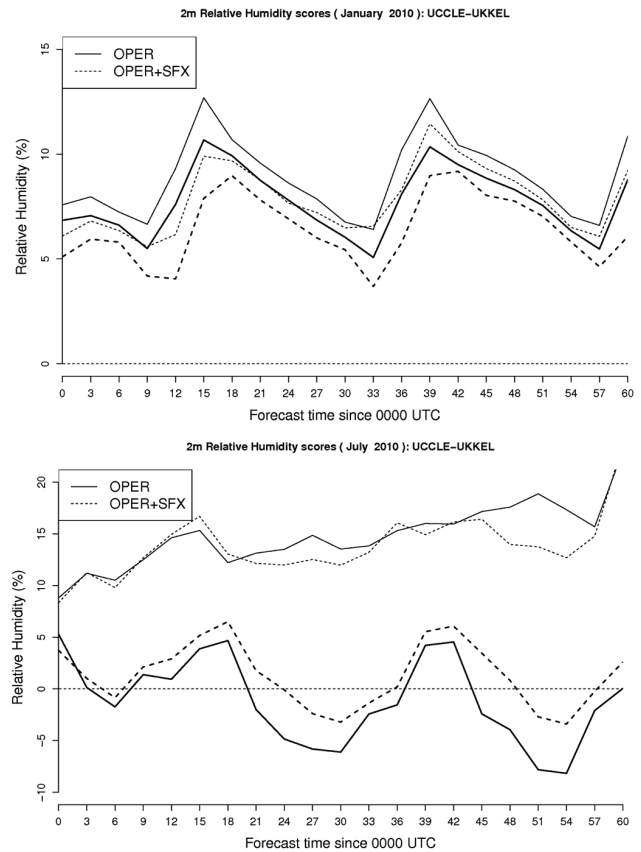 2m Relative Humidity scores ( January 2010 ): UCCLE−UKKEL
OPER
OPER+SFX
Relative Humidity (%)
15
10
5
0
0 3 6 9 12 15 18 21 24 27 30 33 36 39 42 45 48 51 54 57 60
Forecast time since 0000 UTC
2m Relative Humidity scores ( July 2010 ): UCCLE−UKKEL
OPER
OPER+SFX
Relative Humidity (%)
20
15
10
5
0
−5
−10
0 3 6 9 12 15 18 21 24 27 30 33 36 39 42 45 48 51 54 57 60
Forecast time since 0000 UTC